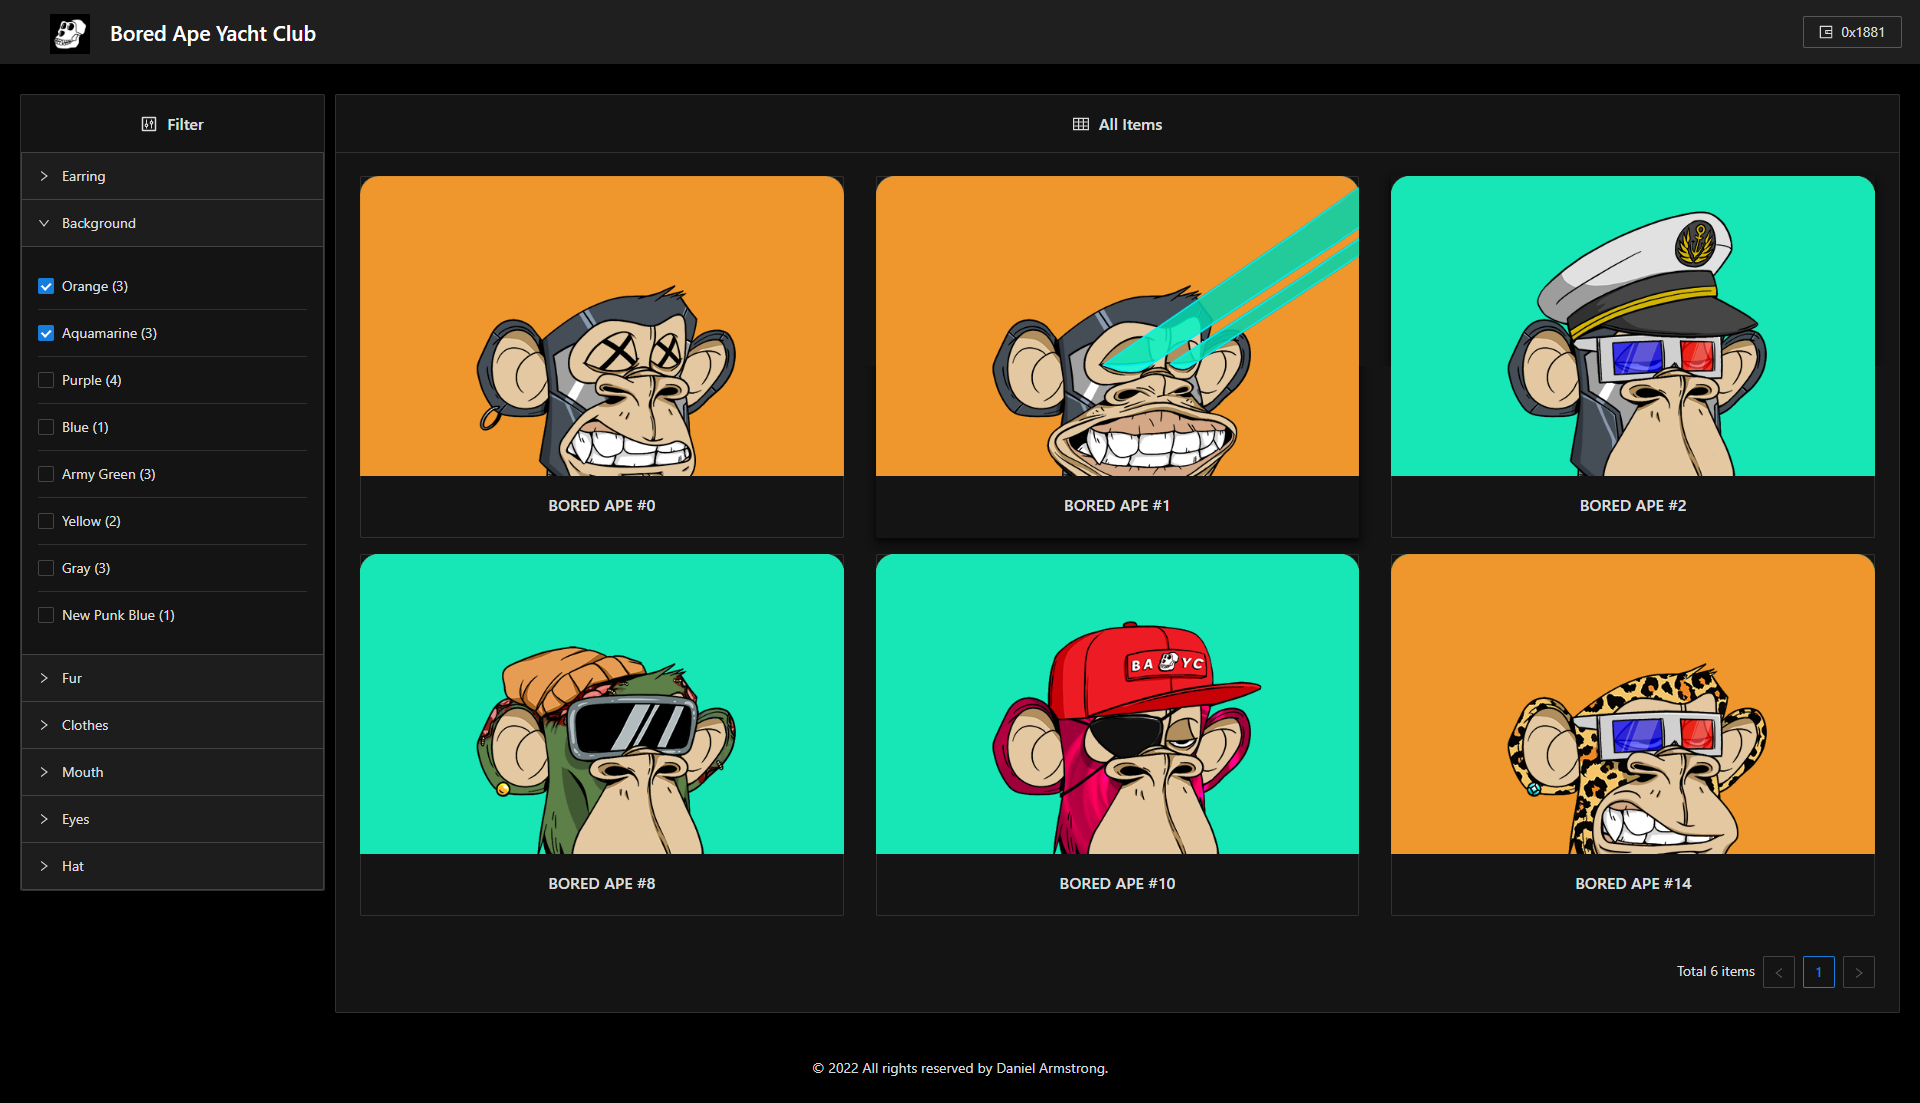 Bored Ape Yacht Club
0x1881
Filter
Earring
Background
Orange (3)
Aquamarine (3)
Purple (4)
Blue (1)
Army Green (3)
Yellow (2)
Gray (3)
New Punk Blue (1)
Fur
Clothes
Mouth
Eyes
Hat
All Items
BORED APE #0
BORED APE #1
BORED APE #2
BA YC
BORED APE #8
BORED APE #10
BORED APE #14
Total 6 items
< 1 >
© 2022 All rights reserved by Daniel Armstrong.